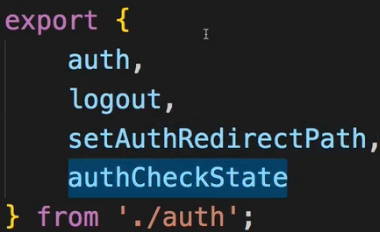 export {
auth,
logout,
setAuthRedirectPath,
authCheckState
} from './auth';